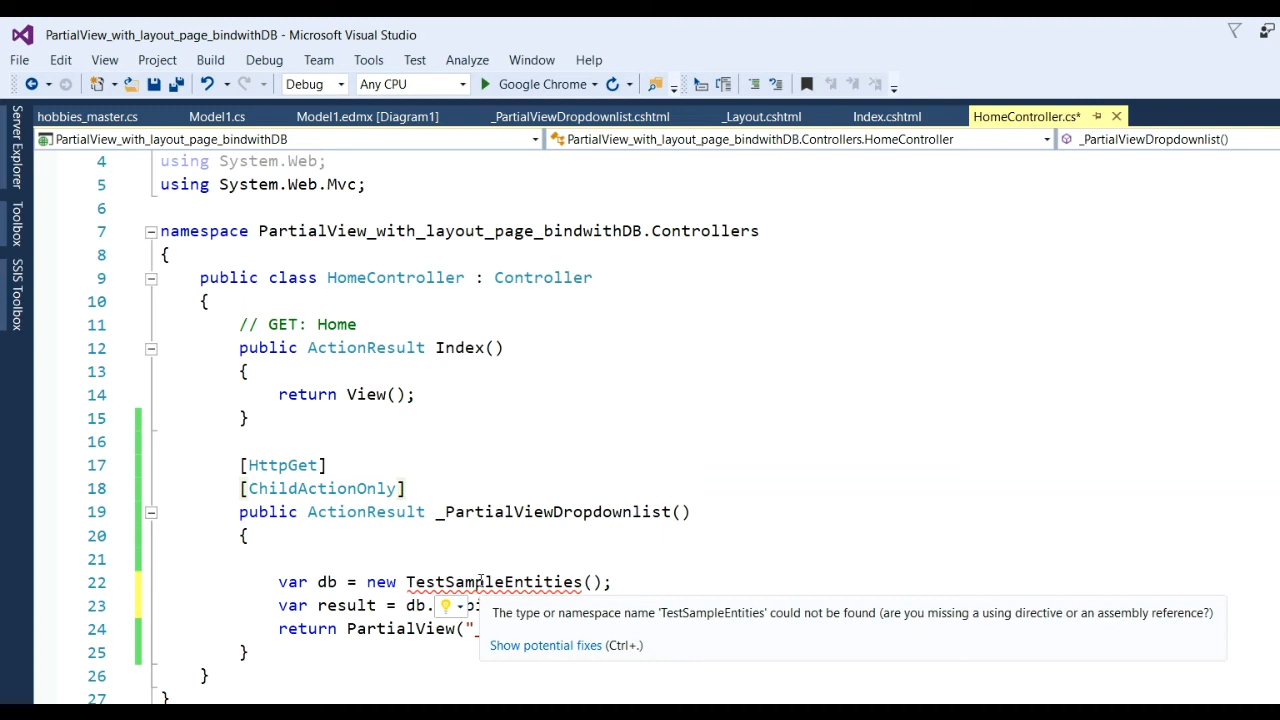 PartialView_with_layout_page_bindwithDB - Microsoft Visual Studio
File Edit View Project Build Debug Team Tools Test Analyze Window Help
Debug Any CPU Google Chrome
hobbies_master.cs Model1.cs Model1.edmx [Diagram1] _PartialViewDropdownlist.cshtml _Layout.cshtml Index.cshtml HomeController.cs*
PartialView_with_layout_page_bindwithDB PartialView_with_layout_page_bindwithDB.Controllers.HomeController _PartialViewDropdownlist()
Server Explorer
Toolbox
SSIS Toolbox
4 using System.Web;
5 using System.Web.Mvc;
6
7 namespace PartialView_with_layout_page_bindwithDB.Controllers
8 {
9 public class HomeController : Controller
10 {
11 // GET: Home
12 public ActionResult Index()
13 {
14 return View();
15 }
16
17 [HttpGet]
18 [ChildActionOnly]
19 public ActionResult _PartialViewDropdownlist()
20 {
21
22 var db = new TestSampleEntities();
23 var result = db.
24 return PartialView("_
25 }
26 }
27 }
The type or namespace name 'TestSampleEntities' could not be found (are you missing a using directive or an assembly reference?)
Show potential fixes (Ctrl+.)